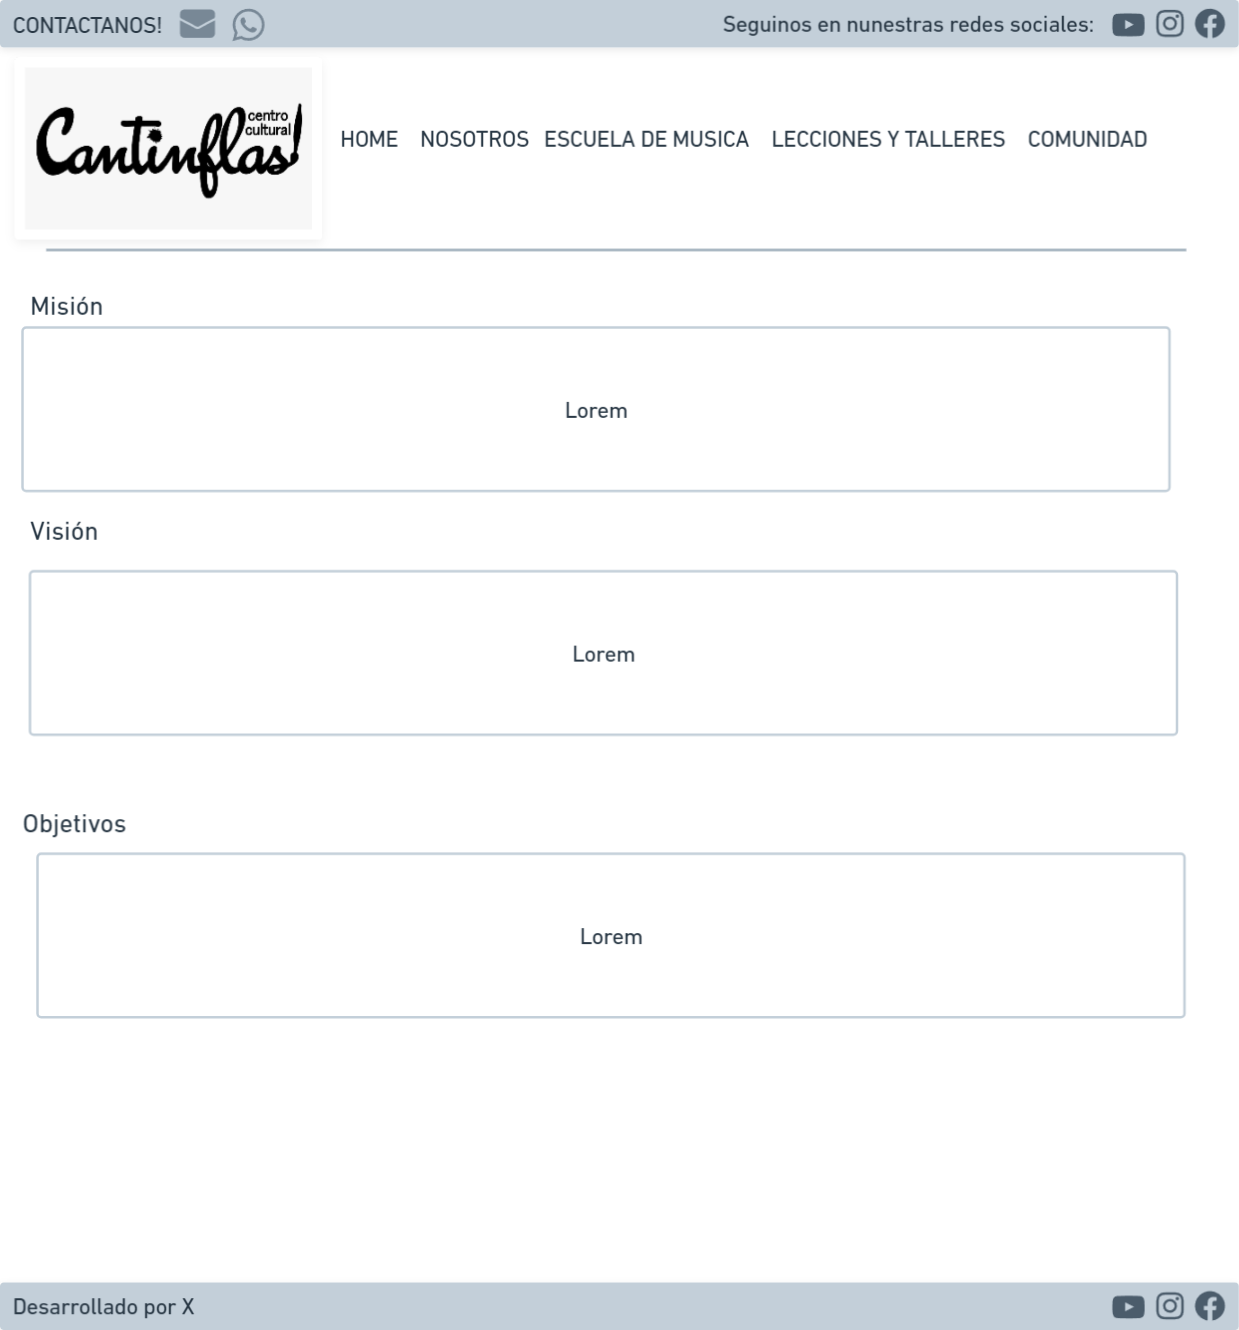 CONTACTANOS!
Seguinos en nunestras redes sociales:
Cantinflas!
centro
cultural
HOME NOSOTROS ESCUELA DE MUSICA LECCIONES Y TALLERES COMUNIDAD
Misión
Lorem
Visión
Lorem
Objetivos
Lorem
Desarrollado por X